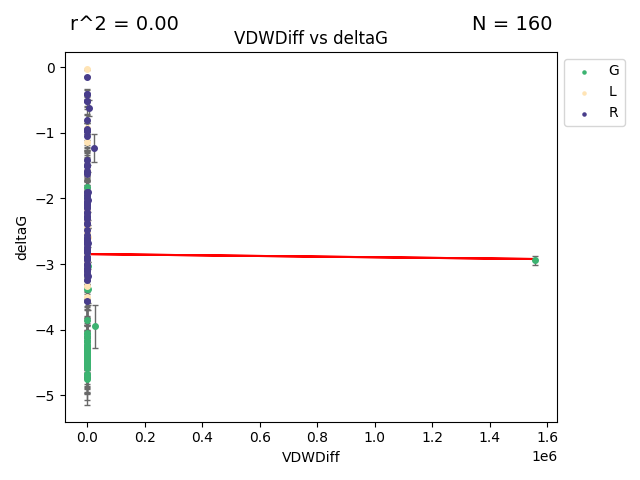 r^2 = 0.00
N = 160
VDWDiff vs deltaG
G
L
R
deltaG
0
−1
−2
−3
−4
−5
0.0 0.2 0.4 0.6 0.8 1.0 1.2 1.4 1.6
1e6
VDWDiff